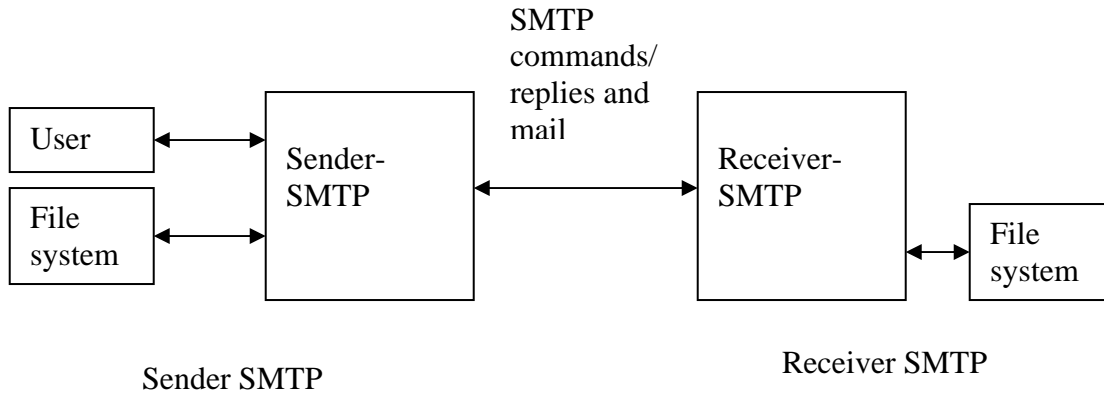 SMTP
commands/
replies and
mail
User
File
system
Sender-
SMTP
Receiver-
SMTP
File
system
Sender SMTP
Receiver SMTP